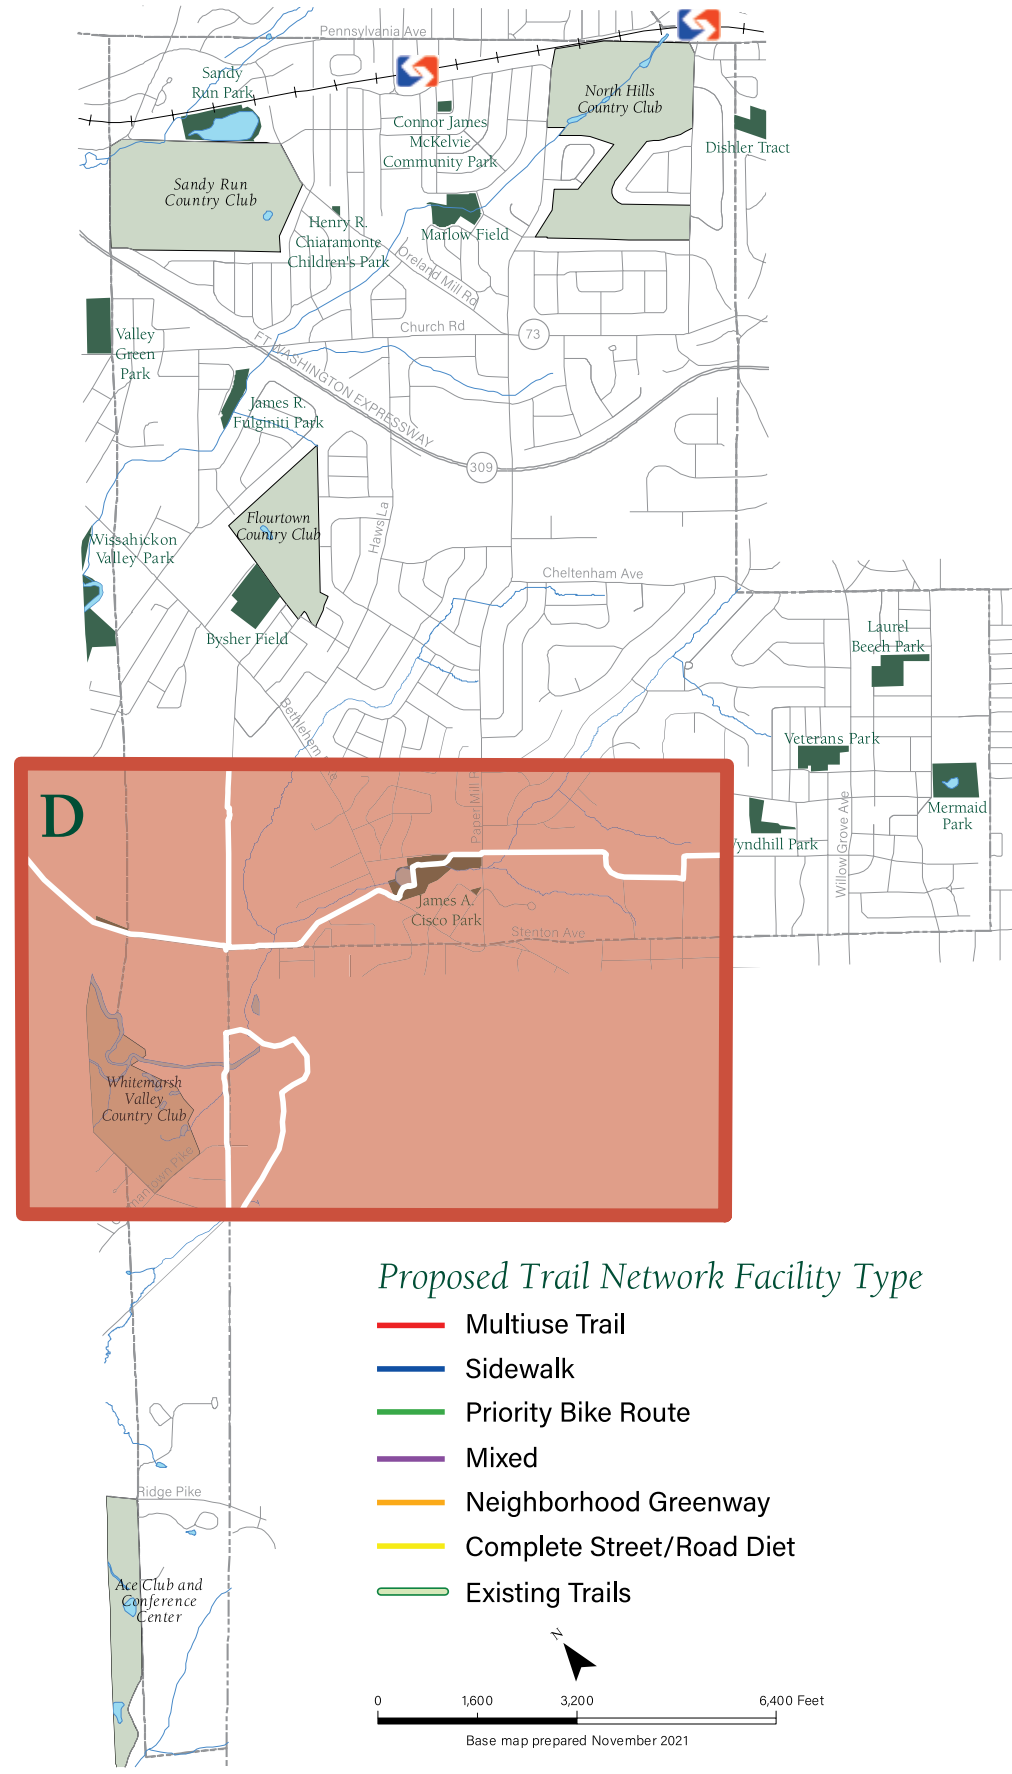 Pennsylvania Ave
Sandy
Run Park
North Hills
Country Club
Connor James
McKelvie
Community Park
Dishler Tract
Sandy Run
Country Club
Henry R.
Chiaramonte
Children's Park
Marlow Field
Oreland Mill Rd
Church Rd
73
Valley
Green
Park
FT WASHINGTON EXPRESSWAY
James R.
Fulginiti Park
309
Flourtown
Country Club
Haws La
Wissahickon
Valley Park
Cheltenham Ave
Bysher Field
Laurel
Beech Park
Bethlehem
Veterans Park
D
Paper Mill R
Mermaid
Park
yndhill Park
Willow Grove Ave
James A.
Cisco Park
Stenton Ave
Whitemarsh
Valley
Country Club
mantown Pike
Proposed Trail Network Facility Type
Multiuse Trail
Sidewalk
Priority Bike Route
Mixed
Neighborhood Greenway
Complete Street/Road Diet
Existing Trails
Ridge Pike
Ace Club and
Conference
Center
N
0 1,600 3,200 6,400 Feet
Base map prepared November 2021